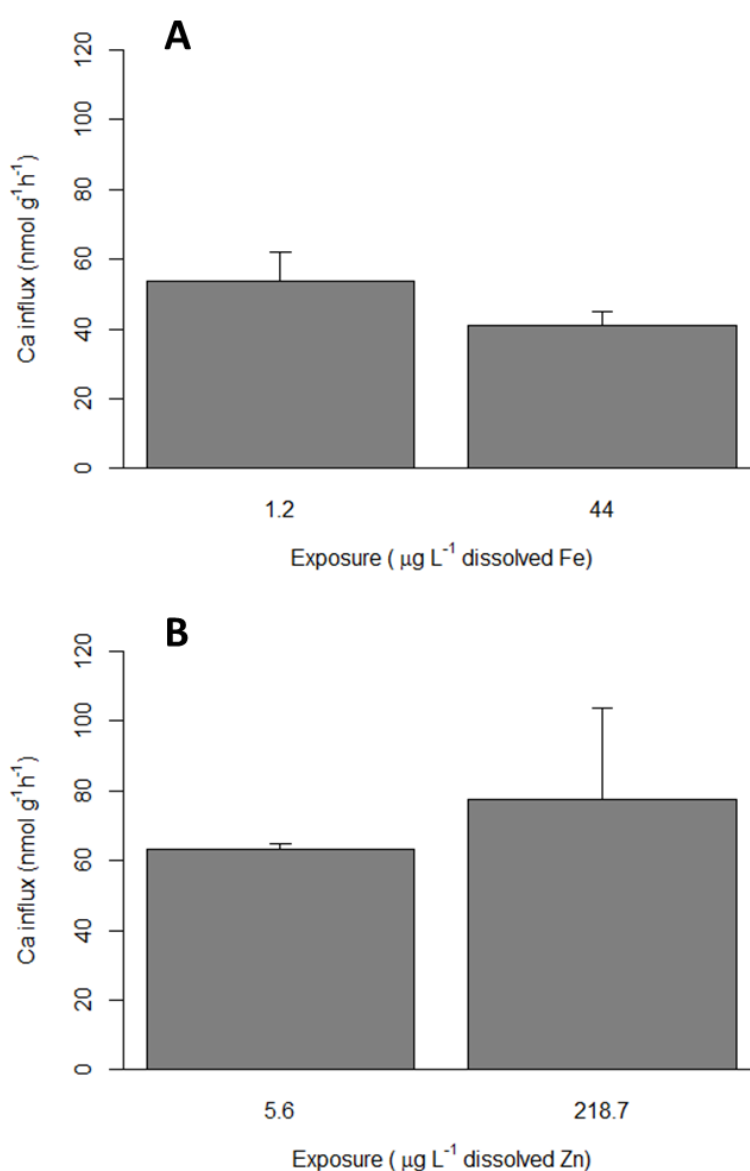 A
120
100
80
60
40
20
0
Ca influx (nmol g⁻¹h⁻¹)
1.2 44
Exposure ( μg L⁻¹ dissolved Fe)
B
120
100
80
60
40
20
0
Ca influx (nmol g⁻¹h⁻¹)
5.6 218.7
Exposure ( μg L⁻¹ dissolved Zn)